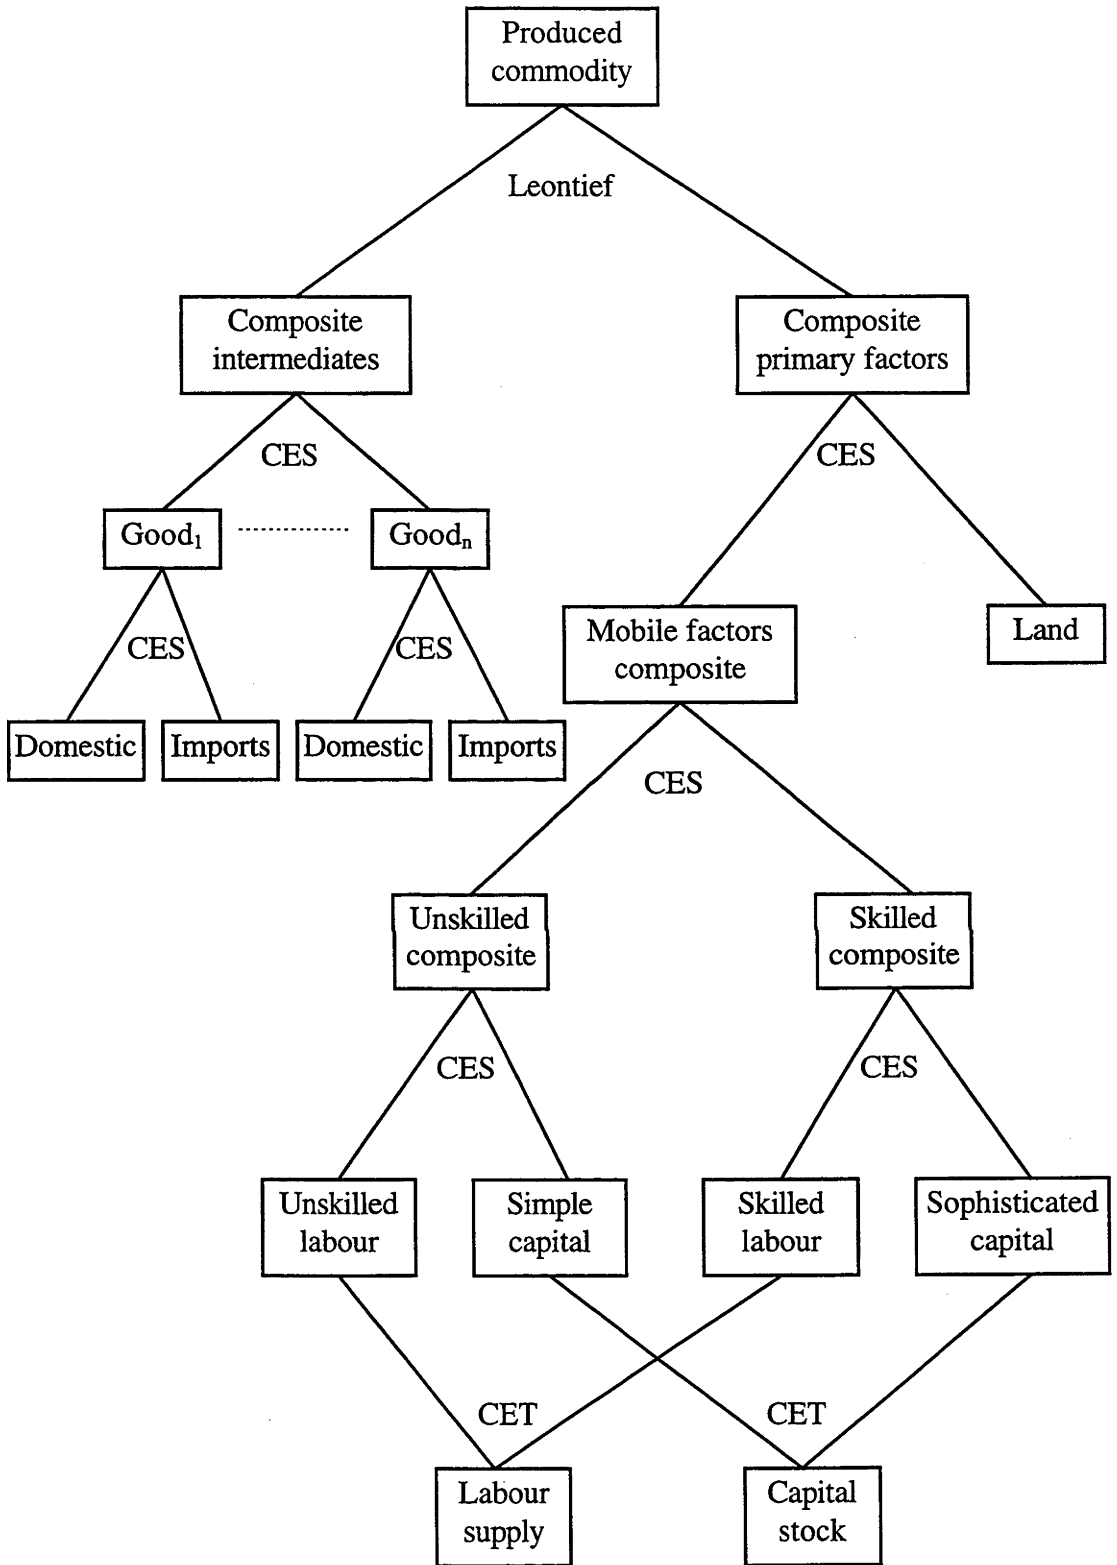 Produced
commodity
Leontief
Composite
intermediates
Composite
primary factors
CES
CES
Good₁
Goodₙ
Mobile factors
composite
Land
CES
CES
Domestic
Imports
Domestic
Imports
CES
Unskilled
composite
Skilled
composite
CES
CES
Unskilled
labour
Simple
capital
Skilled
labour
Sophisticated
capital
CET
CET
Labour
supply
Capital
stock